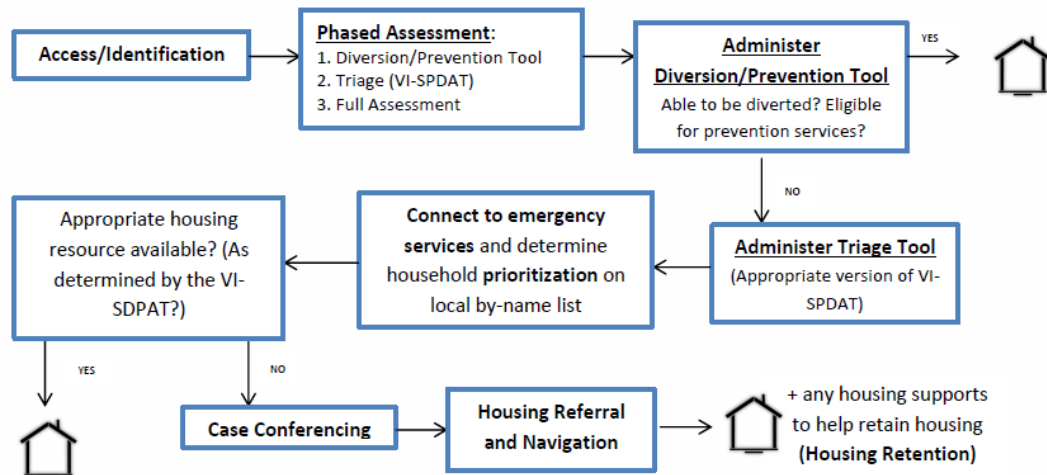 Access/Identification
Phased Assessment:
1. Diversion/Prevention Tool
2. Triage (VI-SPDAT)
3. Full Assessment
Administer
Diversion/Prevention Tool
Able to be diverted? Eligible
for prevention services?
YES
NO
Administer Triage Tool
(Appropriate version of VI-
SPDAT)
Connect to emergency
services and determine
household prioritization on
local by-name list
Appropriate housing
resource available? (As
determined by the VI-
SDPAT?)
YES
NO
Case Conferencing
Housing Referral
and Navigation
+ any housing supports
to help retain housing
(Housing Retention)